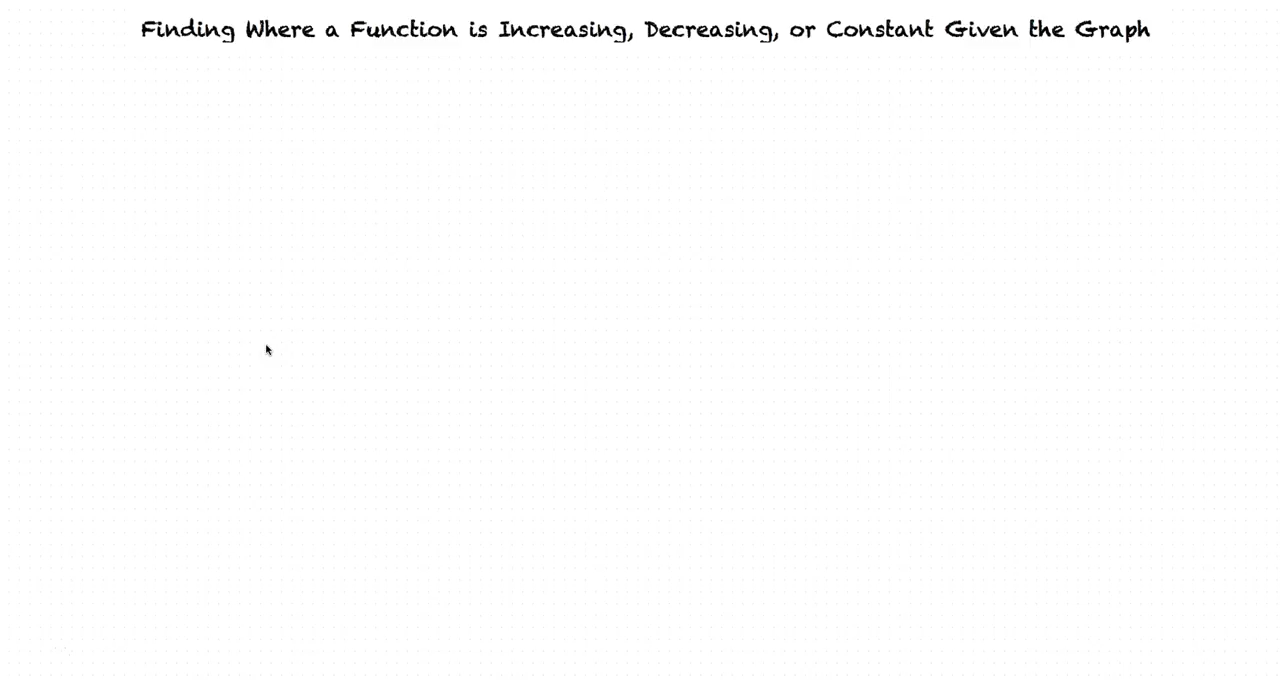 Finding Where a Function is Increasing, Decreasing, or Constant Given the Graph